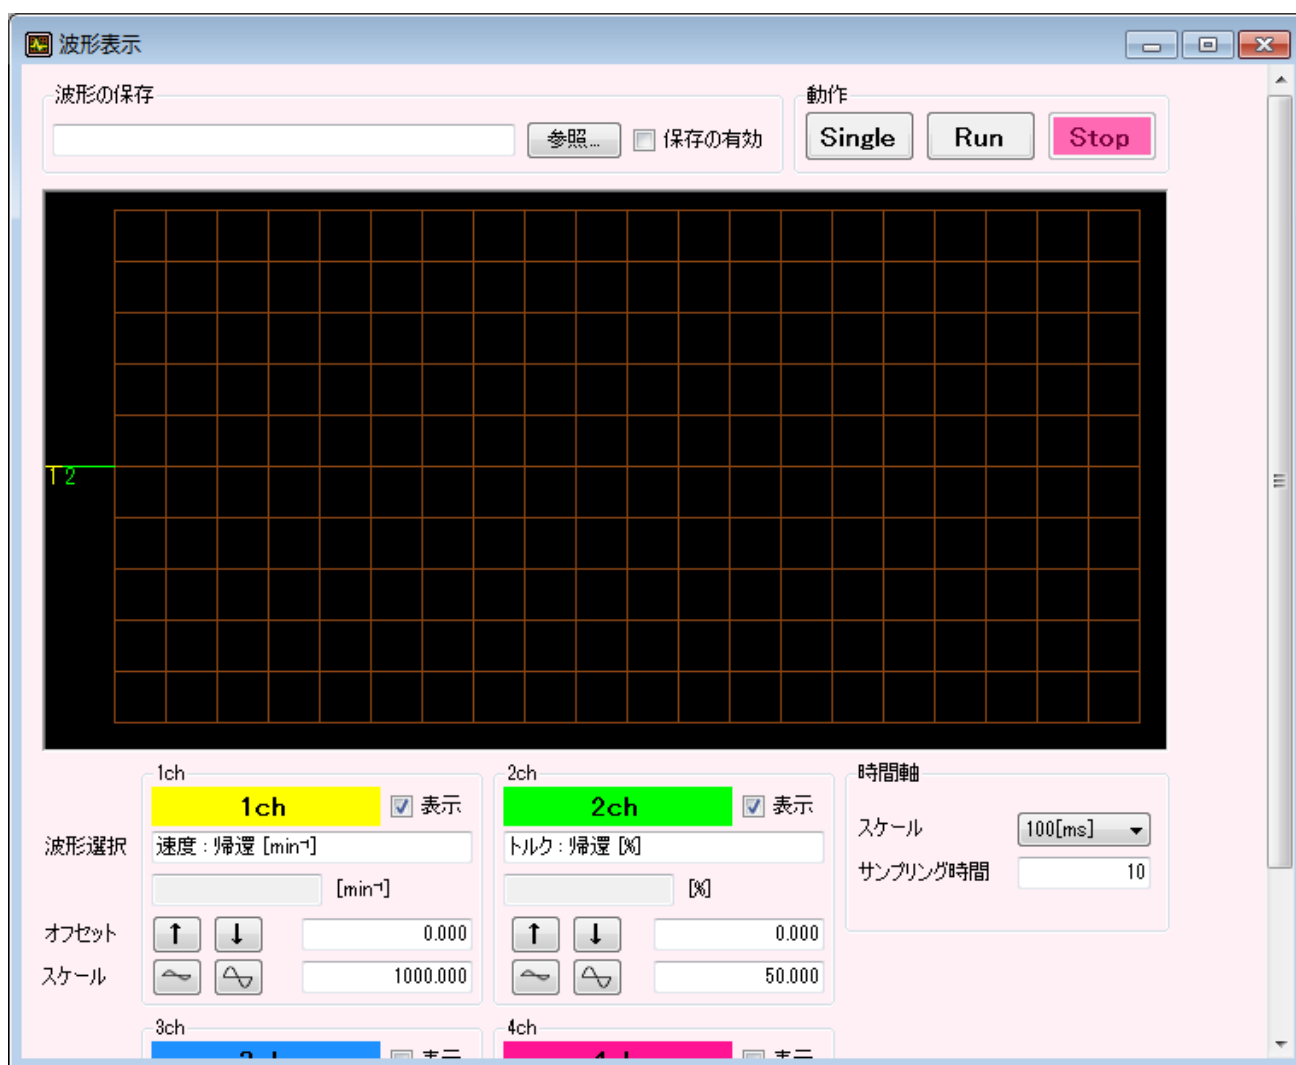 波形表示
波形の保存
参照...
保存の有効
動作
Single Run Stop
1 2
1ch
1ch 表示
2ch
2ch 表示
時間軸
スケール 100[ms]
サンプリング時間 10
波形選択 速度 : 帰還 [min⁻¹] トルク : 帰還 [%]
[min⁻¹] [%]
オフセット ↑ ↓ 0.000 ↑ ↓ 0.000
スケール 1000.000 50.000
3ch
4ch